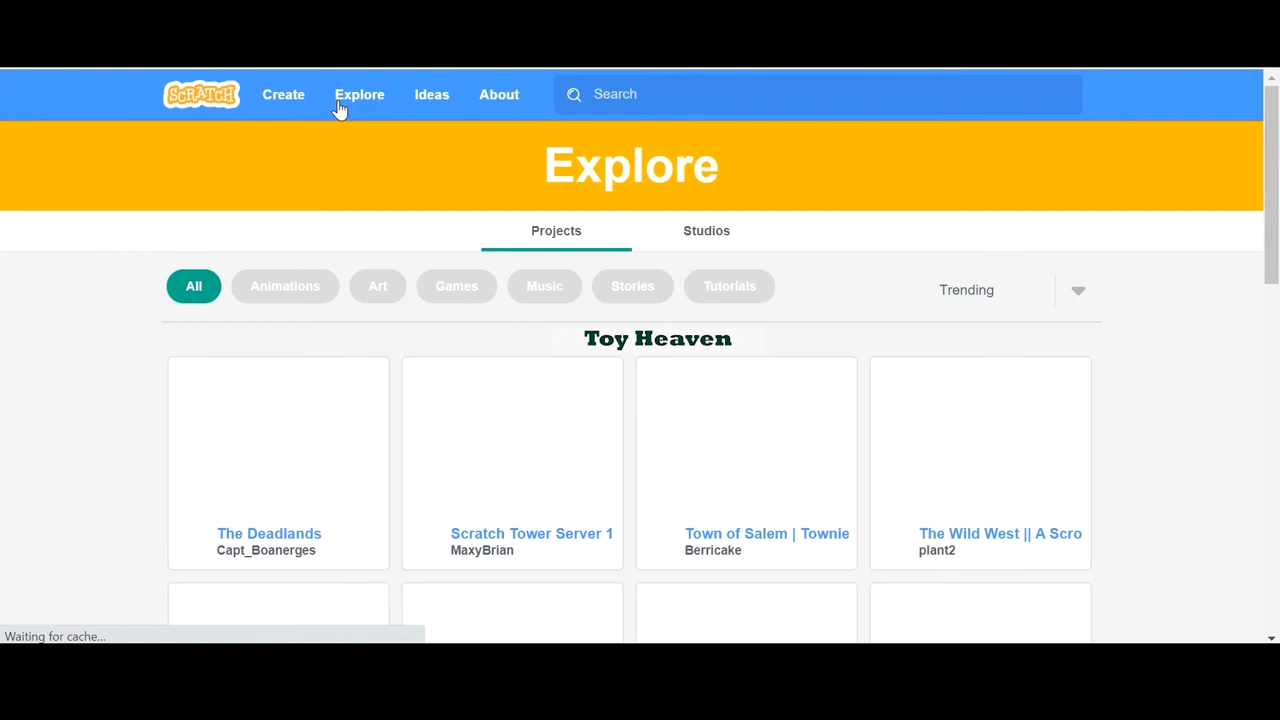 SCRATCH Create Explore Ideas About Search
Explore
Projects Studios
All Animations Art Games Music Stories Tutorials Trending
Toy Heaven
The Deadlands
Capt_Boanerges
Scratch Tower Server 1
MaxyBrian
Town of Salem | Townie
Berricake
The Wild West || A Scro
plant2
Waiting for cache...